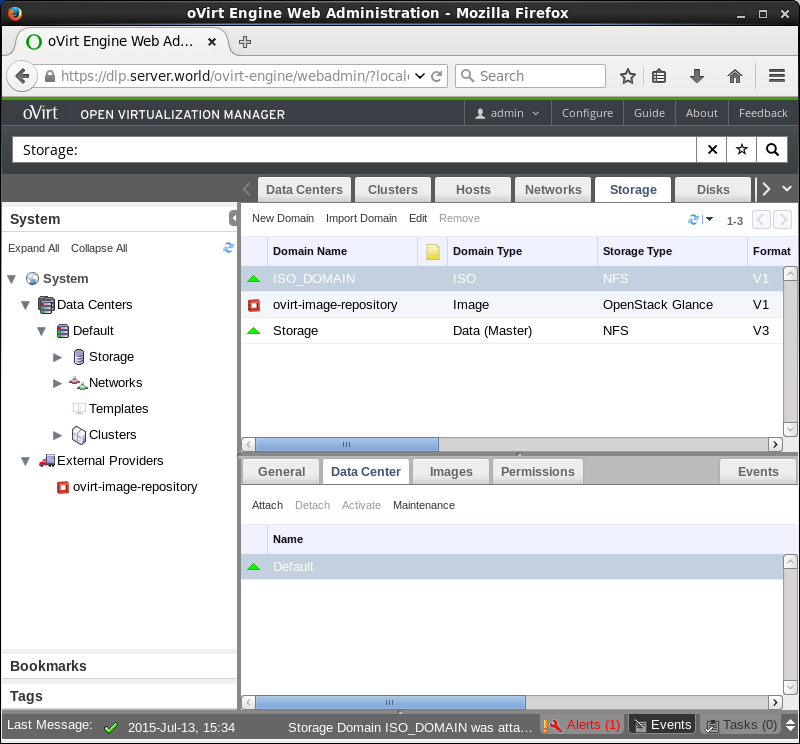 oVirt Engine Web Administration - Mozilla Firefox
oVirt Engine Web Ad...
https://dlp.server.world/ovirt-engine/webadmin/?local
Search
oVirt OPEN VIRTUALIZATION MANAGER admin Configure Guide About Feedback
Storage:
Data Centers Clusters Hosts Networks Storage Disks
System
New Domain Import Domain Edit Remove 1-3
Expand All Collapse All
Domain Name Domain Type Storage Type Format
ISO_DOMAIN ISO NFS V1
ovirt-image-repository Image OpenStack Glance V1
Storage Data (Master) NFS V3
System
Data Centers
Default
Storage
Networks
Templates
Clusters
External Providers
ovirt-image-repository
General Data Center Images Permissions Events
Attach Detach Activate Maintenance
Name
Default
Bookmarks
Tags
Last Message: 2015-Jul-13, 15:34 Storage Domain ISO_DOMAIN was atta... Alerts (1) Events Tasks (0)